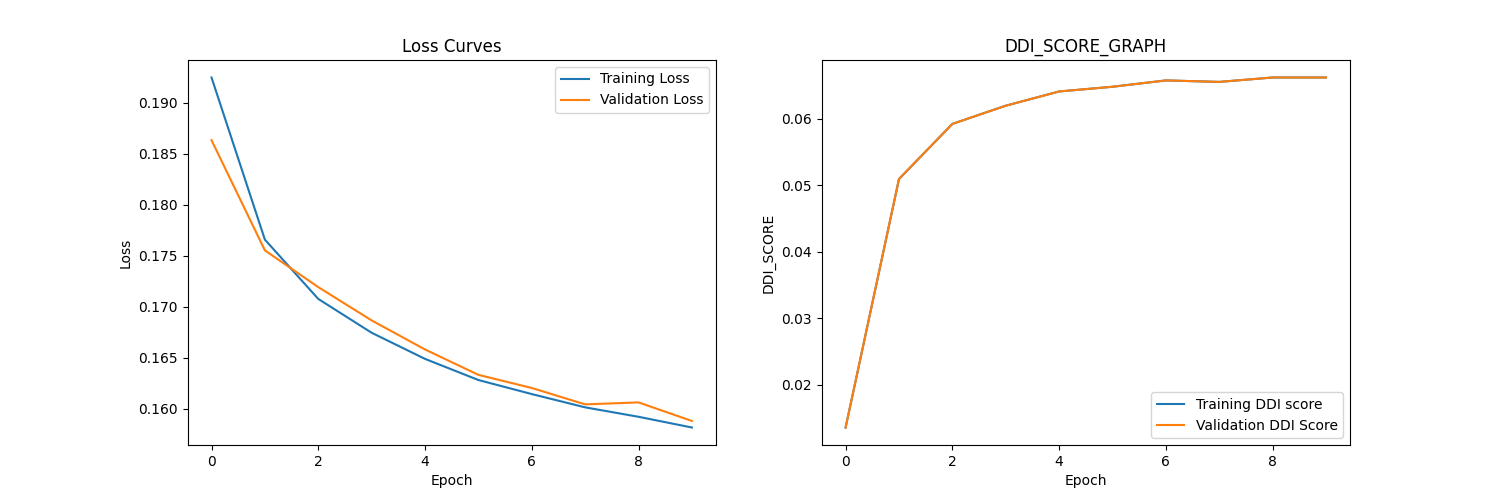 Loss Curves
Training Loss
Validation Loss
0.190
0.185
0.180
0.175
0.170
0.165
0.160
Loss
0 2 4 6 8
Epoch
DDI_SCORE_GRAPH
0.06
0.05
0.04
0.03
0.02
DDI_SCORE
Training DDI score
Validation DDI Score
0 2 4 6 8
Epoch